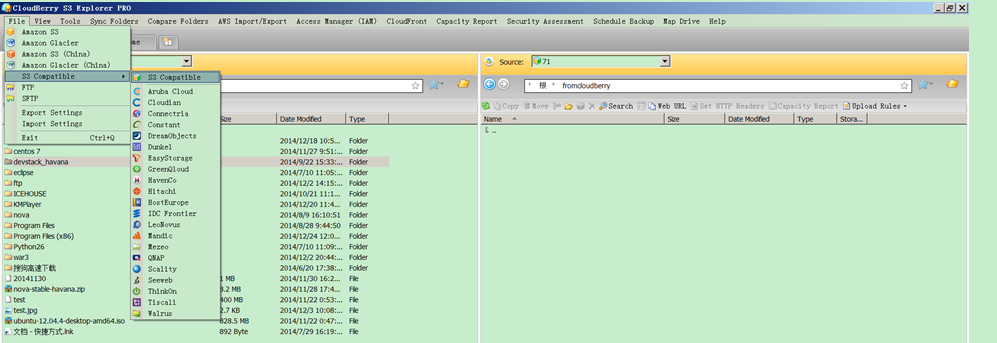 CloudBerry S3 Explorer PRO
File View Tools Sync Folders Compare Folders AWS Import/Export Access Manager (IAM) CloudFront Capacity Report Security Assessment Schedule Backup Map Drive Help
Amazon S3
Amazon Glacier
Amazon S3 (China)
Amazon Glacier (China)
S3 Compatible
FTP
SFTP
Export Settings
Import Settings
Exit Ctrl+Q
me
S3 Compatible
Aruba Cloud
Cloudian
Connectria
Constant
DreamObjects
Dunkel
EasyStorage
GreenQloud
HavenCo
Hitachi
HostEurope
IDC Frontier
LeoNovus
Mandic
Mezeo
QNAP
Scality
Seeweb
ThinkOn
Tiscali
Walrus
Size Date Modified Type
2014/12/18 10:5... Folder
centos 7 2014/11/27 9:51:... Folder
devstack_havana 2014/9/22 15:33:... Folder
eclipse 2014/7/10 11:05:... Folder
ftp 2014/12/2 14:15:... Folder
ICEHOUSE 2014/10/21 11:1... Folder
KMPlayer 2014/12/20 11:4... Folder
nova 2014/8/9 16:10:51 Folder
Program Files 2014/8/28 9:44:50 Folder
Program Files (x86) 2014/12/24 12:0... Folder
Python26 2014/7/10 11:09:... Folder
war3 2014/12/2 20:44:... Folder
搜狗高速下载 2014/6/20 17:38:... Folder
20141130 1 MB 2014/11/30 16:2... File
nova-stable-havana.zip 8.2 MB 2014/11/28 17:4... File
test 400 MB 2014/11/22 0:53:... File
test.jpg 2.7 KB 2014/12/3 10:08:... File
ubuntu-12.04.4-desktop-amd64.iso 828.5 MB 2014/11/22 0:47:... File
文档 - 快捷方式.lnk 892 Byte 2014/7/29 16:19:... File
Source: 71
根 fromcloudberry
Copy Move Search Web URL Set HTTP Headers Capacity Report Upload Rules
Name Size Date Modified Type Stora...
..